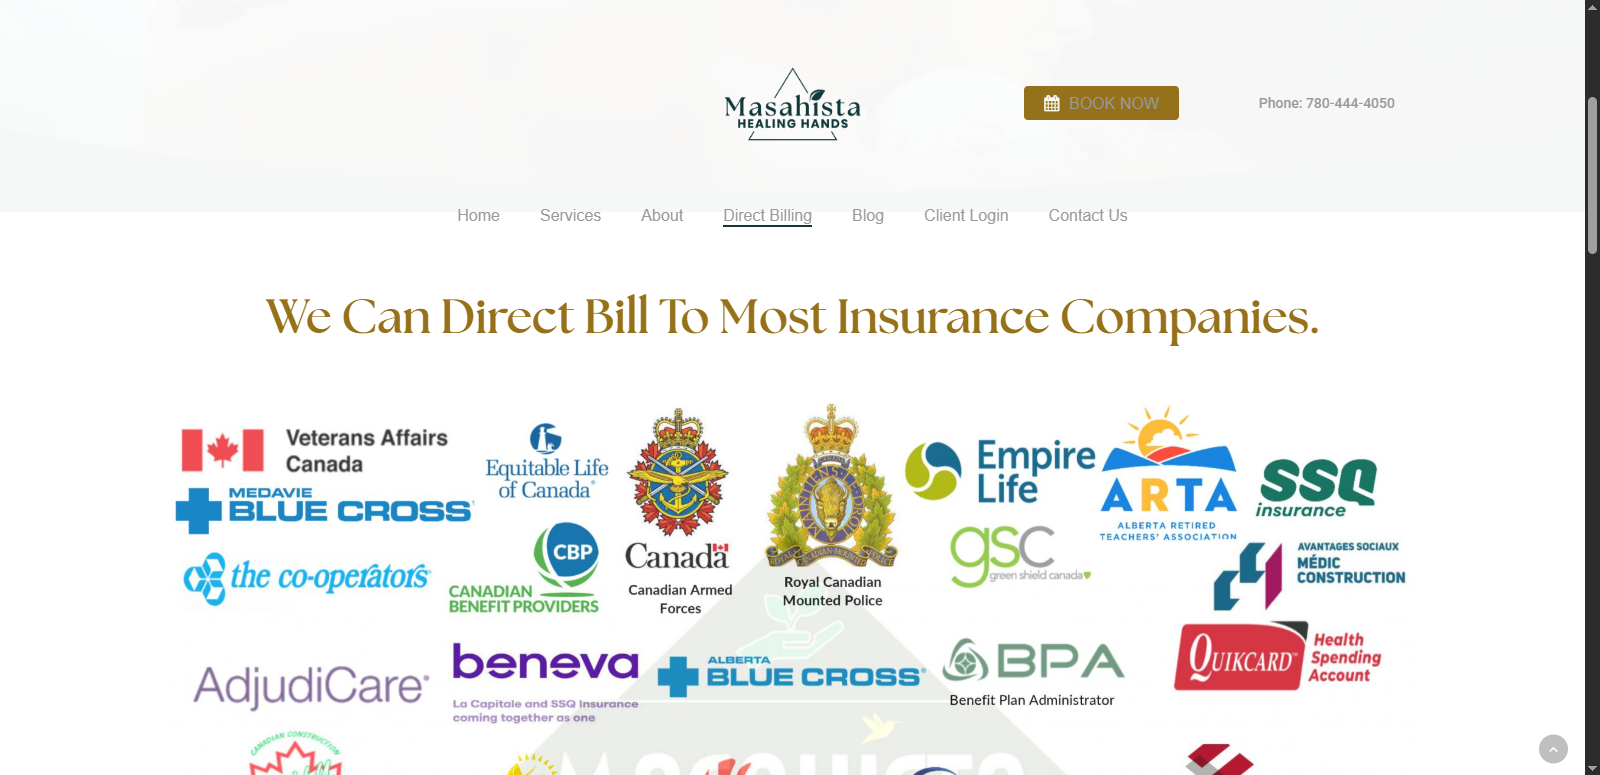 Masahista
HEALING HANDS
BOOK NOW
Phone: 780-444-4050
Home
Services
About
Direct Billing
Blog
Client Login
Contact Us
We Can Direct Bill To Most Insurance Companies.
Veterans Affairs
Canada
MEDAVIE
BLUE CROSS
Equitable Life
of Canada®
Canada
Canadian Armed
Forces
Royal Canadian
Mounted Police
Empire
Life
ARTA
ALBERTA RETIRED
TEACHERS' ASSOCIATION
SSQ
insurance
the co-operators
CBP
CANADIAN
BENEFIT PROVIDERS
gsc
green shield canada
AVANTAGES SOCIAUX
MÉDIC
CONSTRUCTION
AdjudiCare
beneva
La Capitale and SSQ Insurance
coming together as one
ALBERTA
BLUE CROSS
BPA
Benefit Plan Administrator
QUIKCARD
Health
Spending
Account
CANADIAN CONSTRUCTION